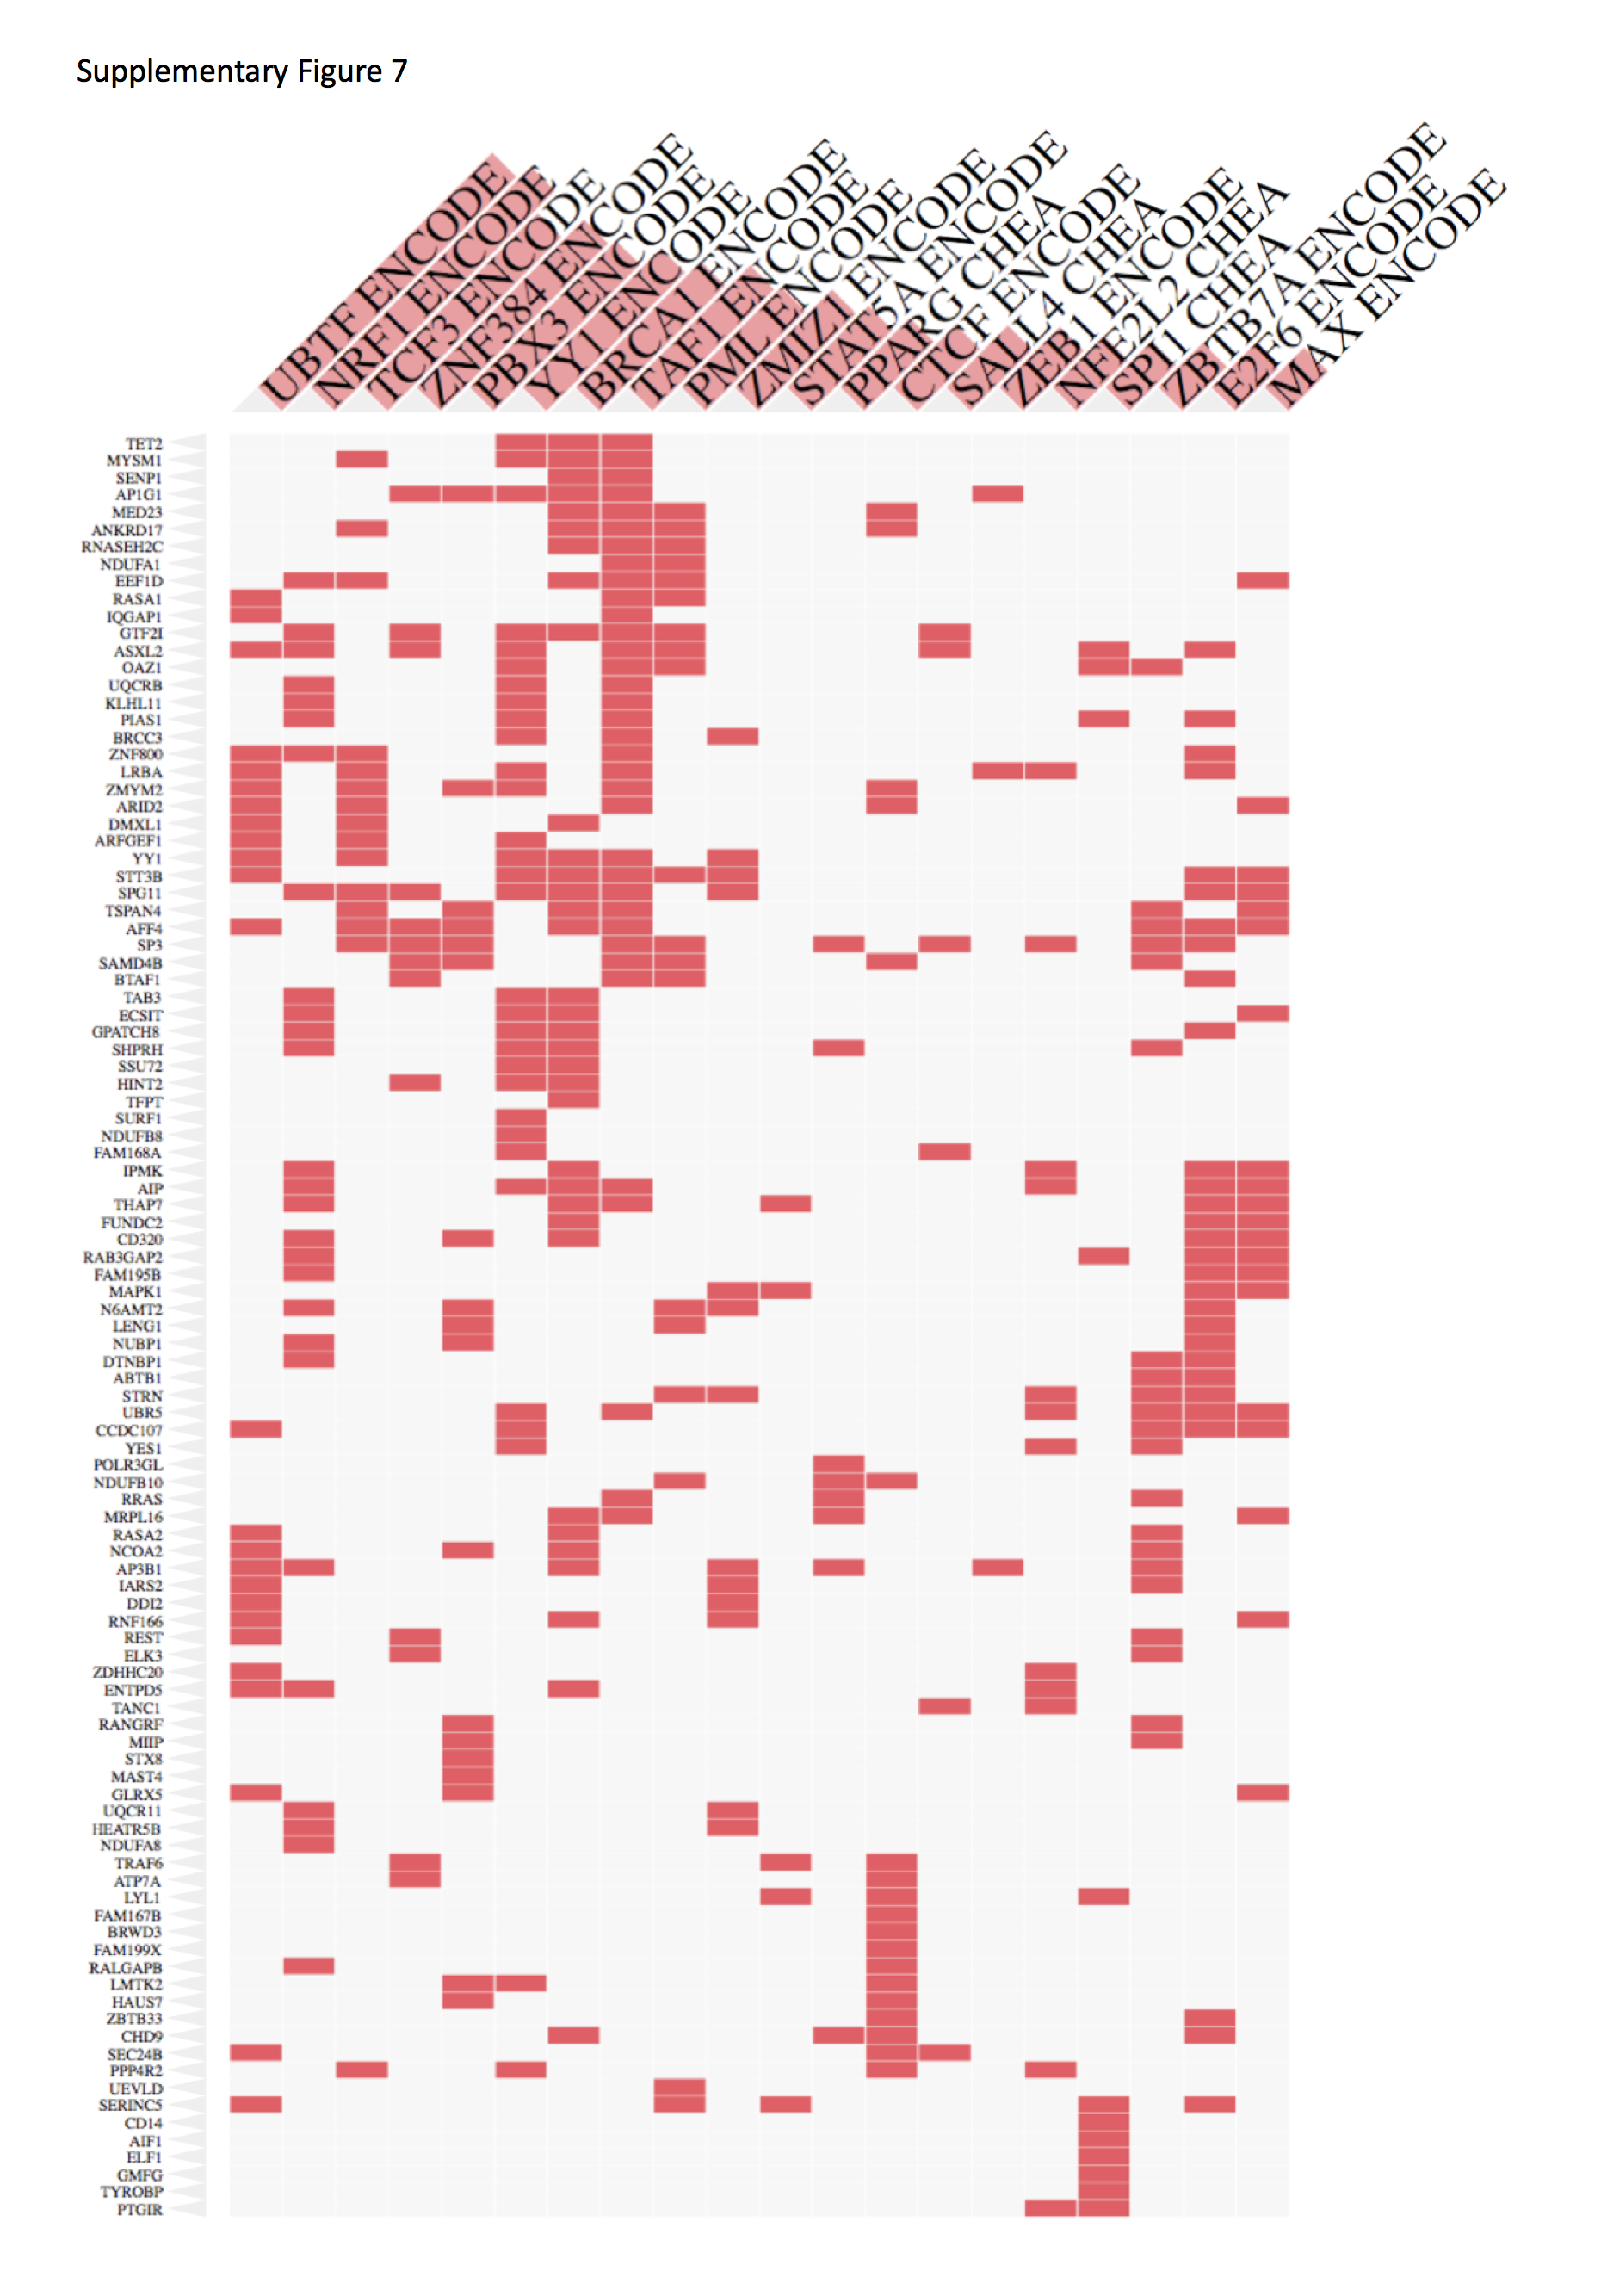 Supplementary Figure 7
UBTF ENCODE
NRF1 ENCODE
TCF3 ENCODE
ZNF384 ENCODE
PBX3 ENCODE
YY1 ENCODE
BRCA1 ENCODE
TAF1 ENCODE
PML ENCODE
ZMIZ1 ENCODE
STAT5A ENCODE
PPARG CHEA
CTCF ENCODE
SALL4 CHEA
ZEB1 ENCODE
NFE2L2 CHEA
SPI1 CHEA
ZBTB7A ENCODE
E2F6 ENCODE
MAX ENCODE
TET2
MYSM1
SENP1
AP1G1
MED23
ANKRD17
RNASEH2C
NDUFA1
EEF1D
RASA1
IQGAP1
GTF2I
ASXL2
OAZ1
UQCRB
KLHL11
PIAS1
BRCC3
ZNF800
LRBA
ZMYM2
ARID2
DMXL1
ARFGEF1
YY1
STT3B
SPG11
TSPAN4
AFF4
SP3
SAMD4B
BTAF1
TAB3
ECSIT
GPATCH8
SHPRH
SSU72
HINT2
TFPT
SURF1
NDUFB8
FAM168A
IPMK
AIP
THAP7
FUNDC2
CD320
RAB3GAP2
FAM195B
MAPK1
N6AMT2
LENG1
NUBP1
DTNBP1
ABTB1
STRN
UBR5
CCDC107
YES1
POLR3GL
NDUFB10
RRAS
MRPL16
RASA2
NCOA2
AP3B1
IARS2
DDI2
RNF166
REST
ELK3
ZDHHC20
ENTPD5
TANC1
RANGRF
MIIP
STX8
MAST4
GLRX5
UQCR11
HEATR5B
NDUFA8
TRAF6
ATP7A
LYL1
FAM167B
BRWD3
FAM199X
RALGAPB
LMTK2
HAUS7
ZBTB33
CHD9
SEC24B
PPP4R2
UEVLD
SERINC5
CD14
AIF1
ELF1
GMFG
TYROBP
PTGIR